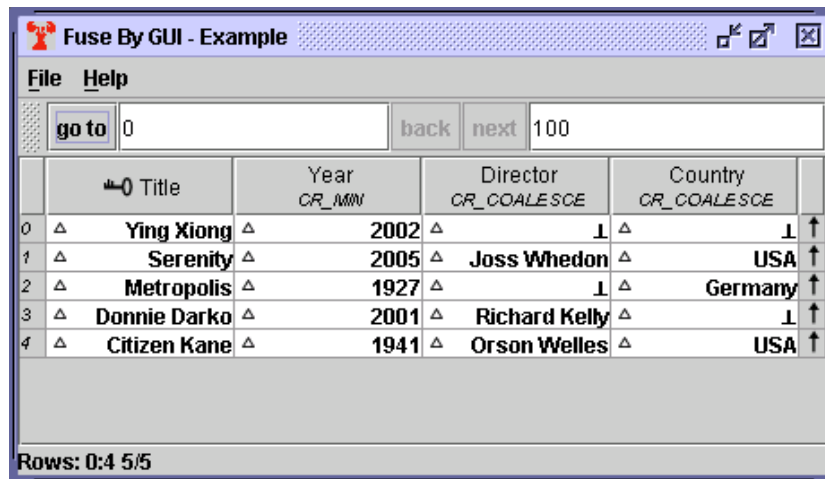 Fuse By GUI - Example
File Help
go to 0 back next 100
Title Year Director Country
CR_MIN CR_COALESCE CR_COALESCE
0 Ying Xiong 2002 ⊥ ⊥
1 Serenity 2005 Joss Whedon USA
2 Metropolis 1927 ⊥ Germany
3 Donnie Darko 2001 Richard Kelly ⊥
4 Citizen Kane 1941 Orson Welles USA
Rows: 0:4 5/5